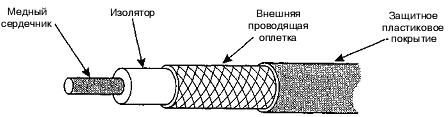 Медный
сердечник
Изолятор
Внешняя
проводящая
оплетка
Защитное
пластиковое
покрытие